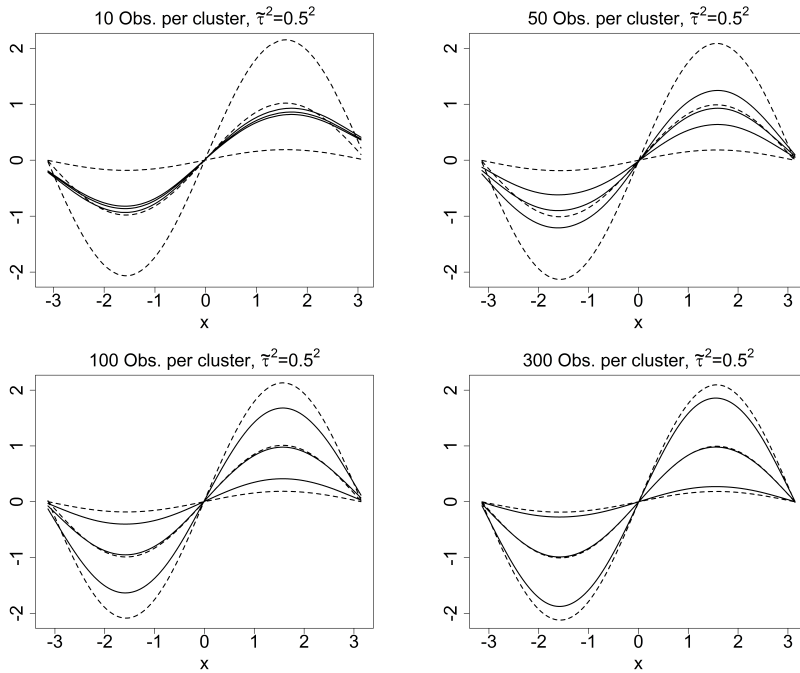 10 Obs. per cluster, τ̃²=0.5²
2
1
0
-1
-2
-3 -2 -1 0 1 2 3
x
50 Obs. per cluster, τ̃²=0.5²
2
1
0
-1
-2
-3 -2 -1 0 1 2 3
x
100 Obs. per cluster, τ̃²=0.5²
2
1
0
-1
-2
-3 -2 -1 0 1 2 3
x
300 Obs. per cluster, τ̃²=0.5²
2
1
0
-1
-2
-3 -2 -1 0 1 2 3
x